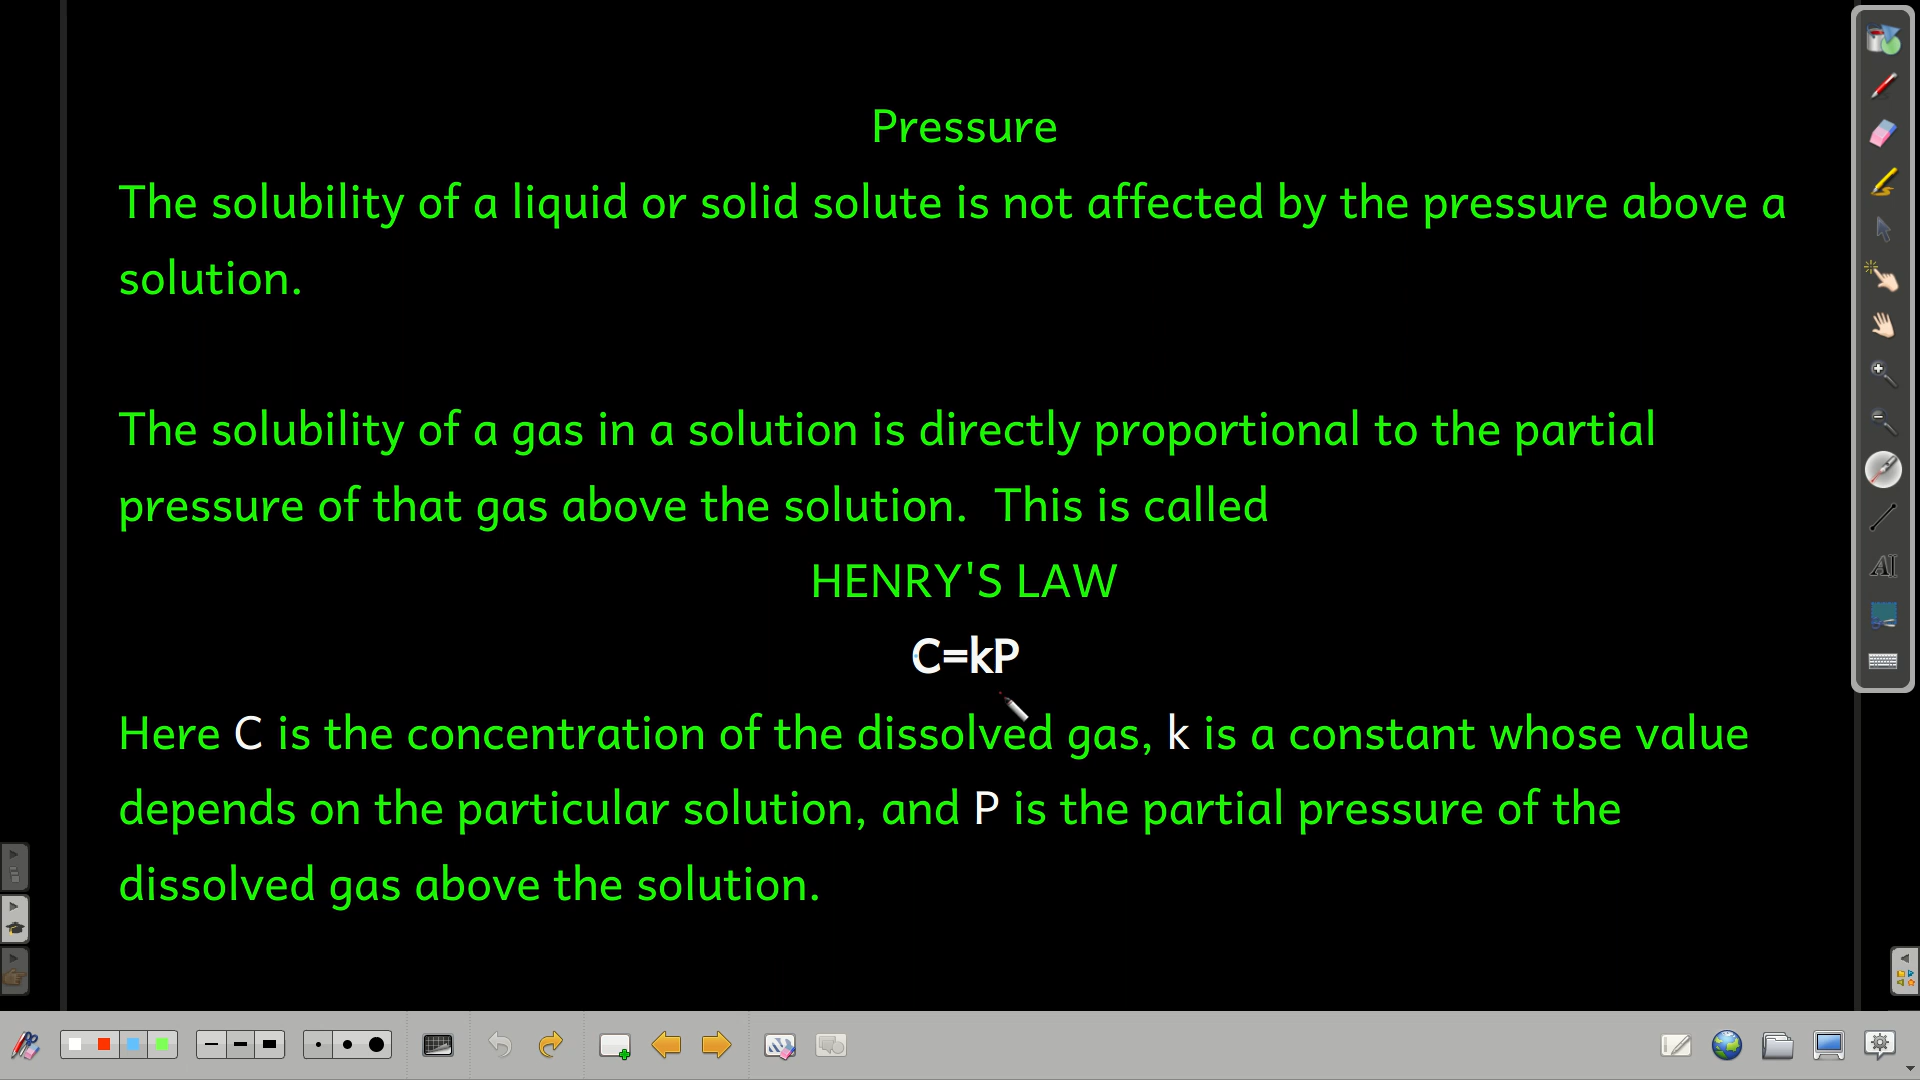 Pressure
The solubility of a liquid or solid solute is not affected by the pressure above a
solution.
The solubility of a gas in a solution is directly proportional to the partial
pressure of that gas above the solution.  This is called
HENRY'S LAW
C=kP
Here C is the concentration of the dissolved gas, k is a constant whose value
depends on the particular solution, and P is the partial pressure of the
dissolved gas above the solution.
AI